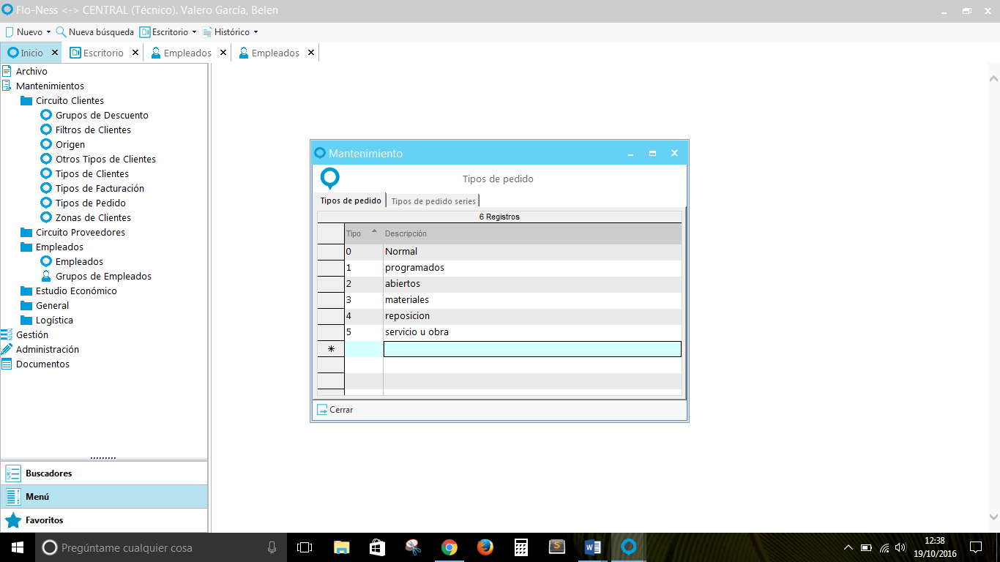 Flo-Ness <-> CENTRAL (Técnico). Valero García, Belen
Nuevo Nueva búsqueda Escritorio Histórico
Inicio Escritorio Empleados Empleados
Archivo
Mantenimientos
Circuito Clientes
Grupos de Descuento
Filtros de Clientes
Origen
Otros Tipos de Clientes
Tipos de Clientes
Tipos de Facturación
Tipos de Pedido
Zonas de Clientes
Circuito Proveedores
Empleados
Empleados
Grupos de Empleados
Estudio Económico
General
Logística
Gestión
Administración
Documentos
Buscadores
Menú
Favoritos
Mantenimiento
Tipos de pedido
Tipos de pedido Tipos de pedido series
6 Registros
Tipo Descripción
0 Normal
1 programados
2 abiertos
3 materiales
4 reposicion
5 servicio u obra
Cerrar
Pregúntame cualquier cosa
12:38
19/10/2016